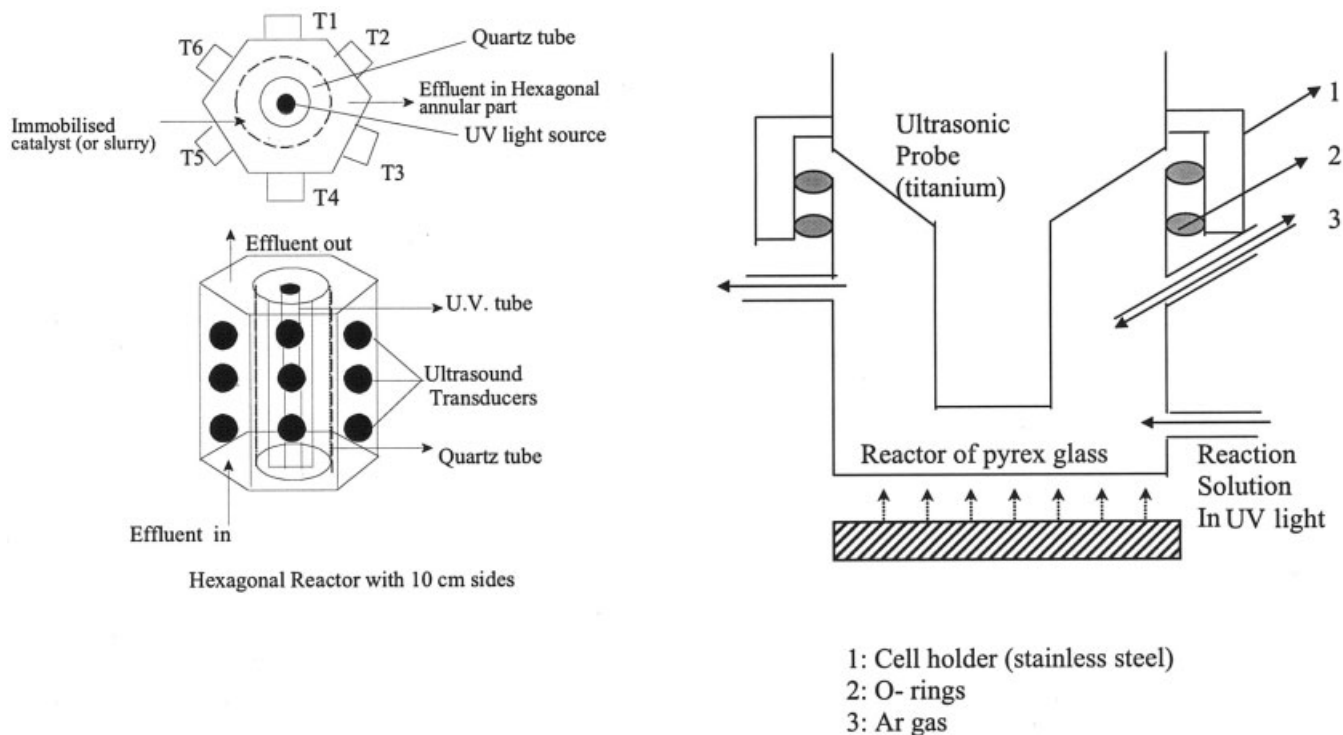 T1
T2
T6
Quartz tube
Effluent in Hexagonal
annular part
UV light source
Immobilised
catalyst (or slurry)
T5
T3
T4
Effluent out
U.V. tube
Ultrasound
Transducers
Quartz tube
Effluent in
Hexagonal Reactor with 10 cm sides
1
Ultrasonic
Probe
(titanium)
2
3
Reactor of pyrex glass
Reaction
Solution
In UV light
1: Cell holder (stainless steel)
2: O- rings
3: Ar gas